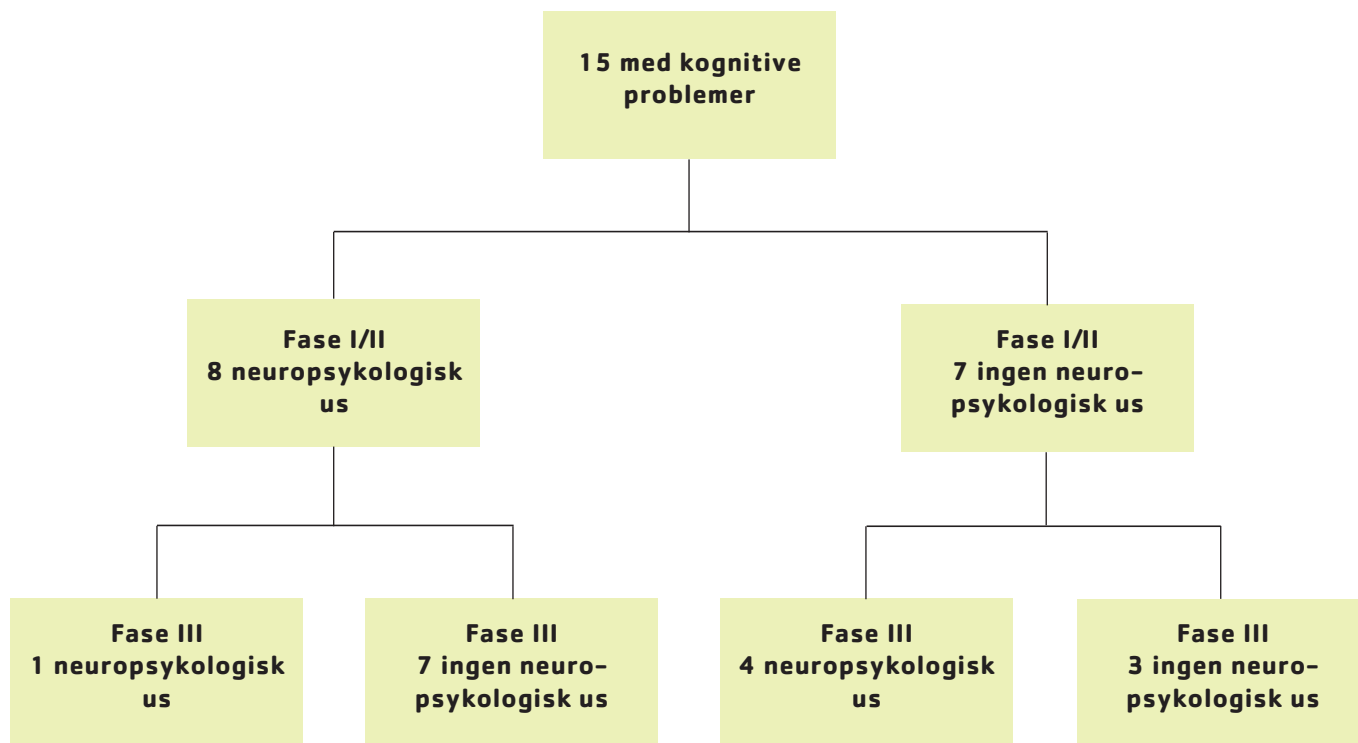 15 med kognitive
problemer
Fase I/II
8 neuropsykologisk
us
Fase I/II
7 ingen neuro-
psykologisk us
Fase III
1 neuropsykologisk
us
Fase III
7 ingen neuro-
psykologisk us
Fase III
4 neuropsykologisk
us
Fase III
3 ingen neuro-
psykologisk us